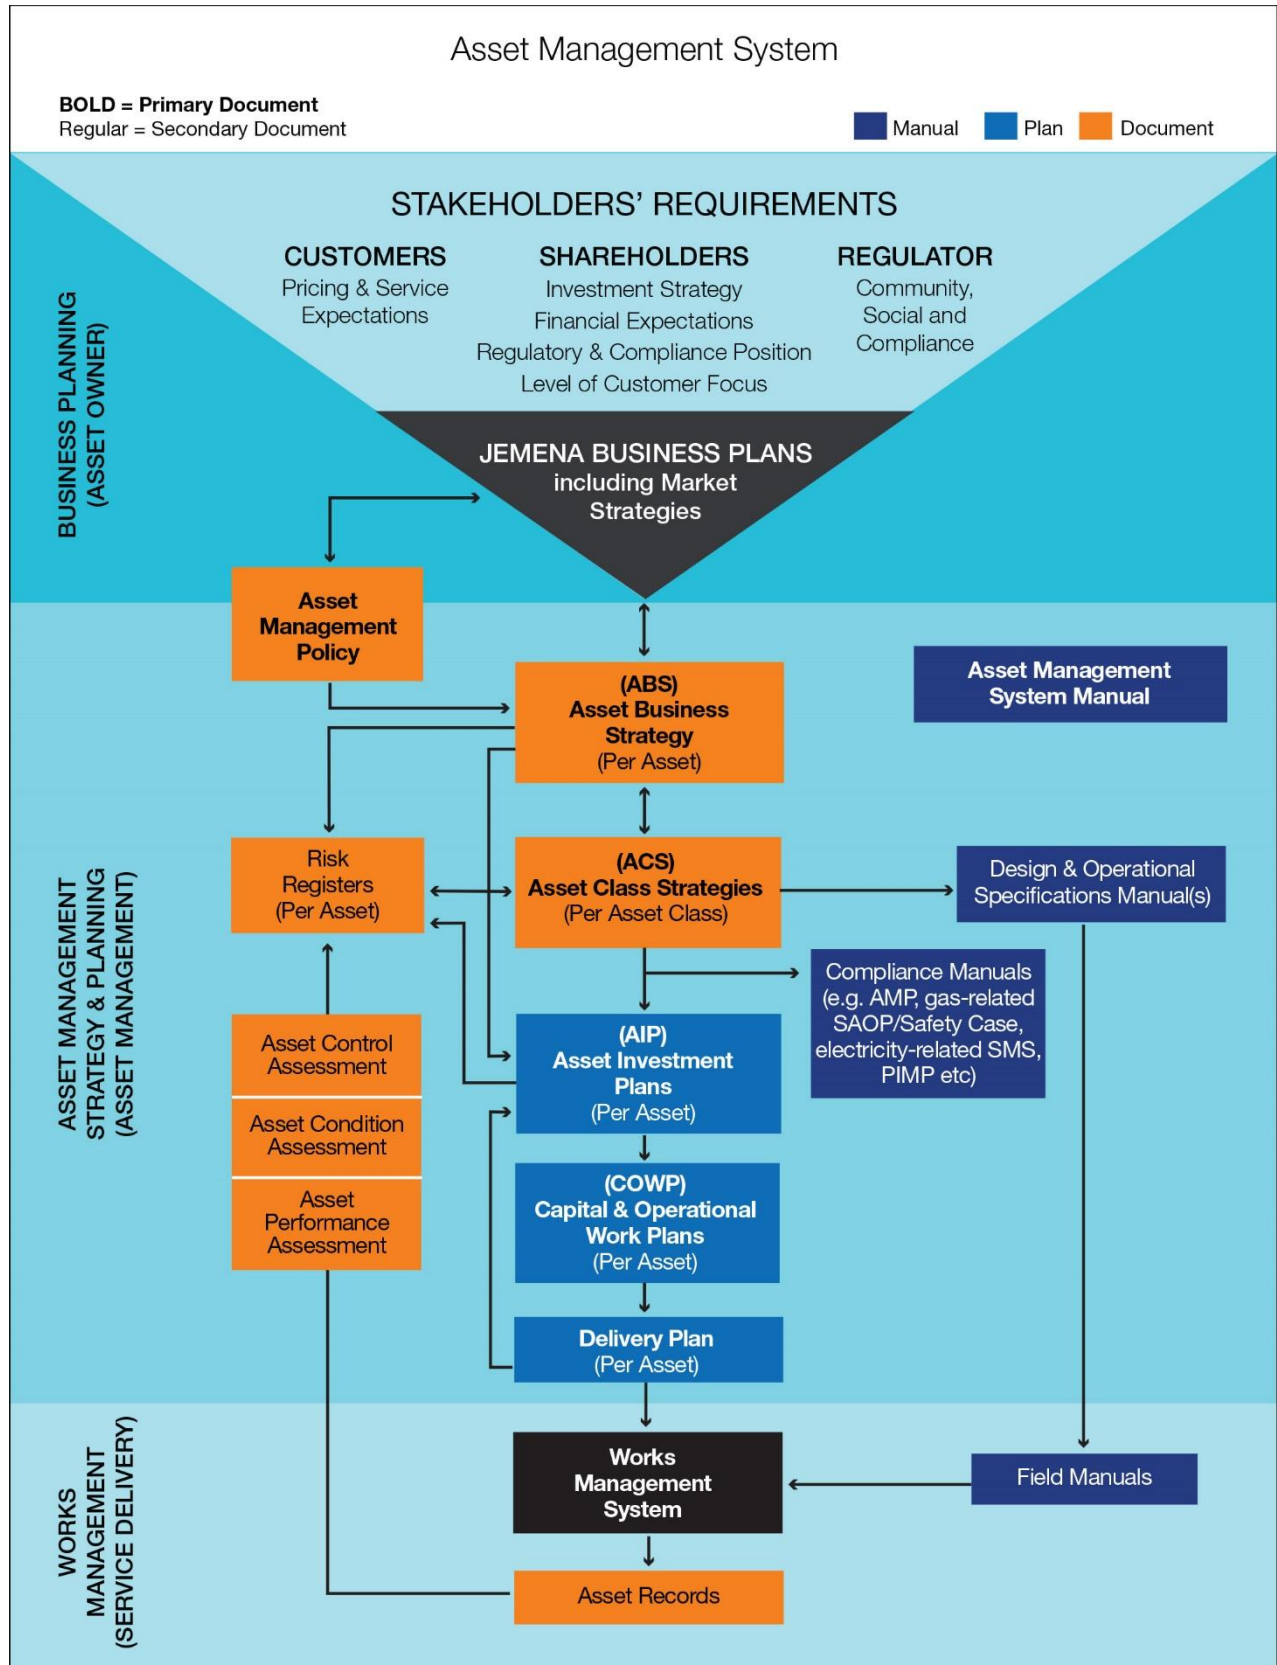 Asset Management System
BOLD = Primary Document
Regular = Secondary Document
Manual
Plan
Document
STAKEHOLDERS’ REQUIREMENTS
CUSTOMERS
Pricing & Service
Expectations
SHAREHOLDERS
Investment Strategy
Financial Expectations
Regulatory & Compliance Position
Level of Customer Focus
REGULATOR
Community,
Social and
Compliance
BUSINESS PLANNING
(ASSET OWNER)
JEMENA BUSINESS PLANS
including Market
Strategies
Asset
Management
Policy
(ABS)
Asset Business
Strategy
(Per Asset)
Asset Management
System Manual
ASSET MANAGEMENT
STRATEGY & PLANNING
(ASSET MANAGEMENT)
Risk
Registers
(Per Asset)
(ACS)
Asset Class Strategies
(Per Asset Class)
Design & Operational
Specifications Manual(s)
Compliance Manuals
(e.g. AMP, gas-related
SAOP/Safety Case,
electricity-related SMS,
PIMP etc)
Asset Control
Assessment
Asset Condition
Assessment
Asset
Performance
Assessment
(AIP)
Asset Investment
Plans
(Per Asset)
(COWP)
Capital & Operational
Work Plans
(Per Asset)
Delivery Plan
(Per Asset)
WORKS
MANAGEMENT
(SERVICE DELIVERY)
Works
Management
System
Field Manuals
Asset Records